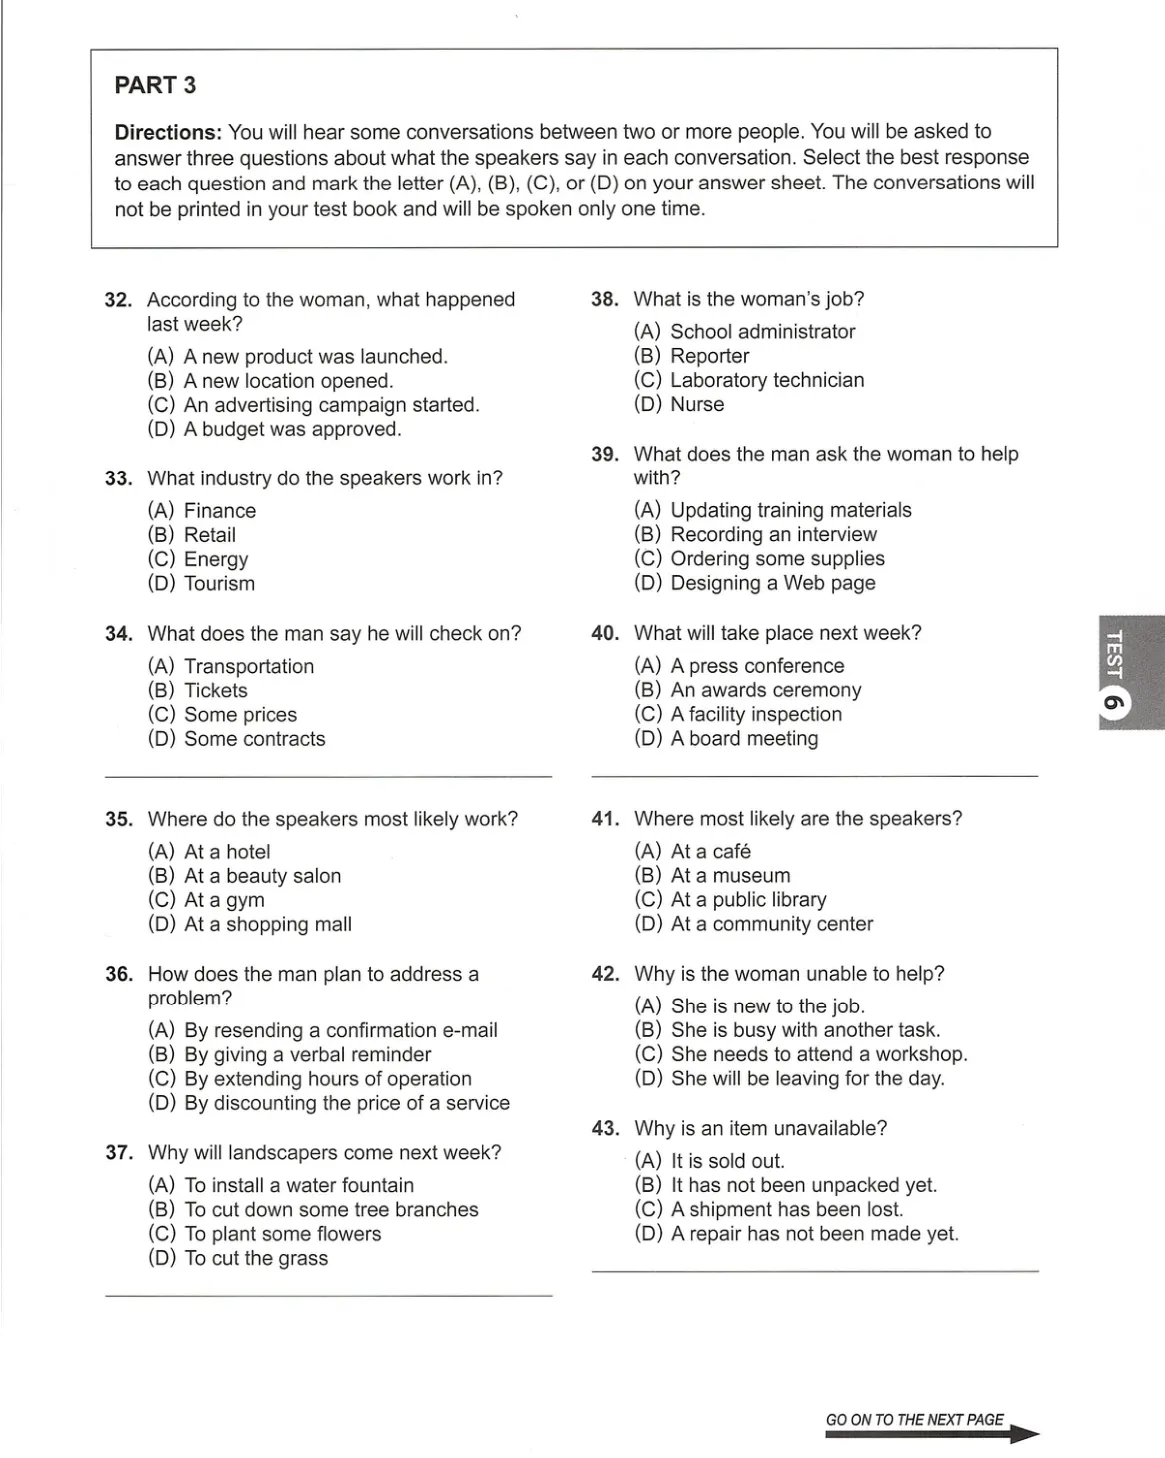 PART 3
Directions: You will hear some conversations between two or more people. You will be asked to
answer three questions about what the speakers say in each conversation. Select the best response
to each question and mark the letter (A), (B), (C), or (D) on your answer sheet. The conversations will
not be printed in your test book and will be spoken only one time.
32. According to the woman, what happened
last week?
(A) A new product was launched.
(B) A new location opened.
(C) An advertising campaign started.
(D) A budget was approved.
33. What industry do the speakers work in?
(A) Finance
(B) Retail
(C) Energy
(D) Tourism
34. What does the man say he will check on?
(A) Transportation
(B) Tickets
(C) Some prices
(D) Some contracts
35. Where do the speakers most likely work?
(A) At a hotel
(B) At a beauty salon
(C) At a gym
(D) At a shopping mall
36. How does the man plan to address a
problem?
(A) By resending a confirmation e-mail
(B) By giving a verbal reminder
(C) By extending hours of operation
(D) By discounting the price of a service
37. Why will landscapers come next week?
(A) To install a water fountain
(B) To cut down some tree branches
(C) To plant some flowers
(D) To cut the grass
38. What is the woman's job?
(A) School administrator
(B) Reporter
(C) Laboratory technician
(D) Nurse
39. What does the man ask the woman to help
with?
(A) Updating training materials
(B) Recording an interview
(C) Ordering some supplies
(D) Designing a Web page
40. What will take place next week?
(A) A press conference
(B) An awards ceremony
(C) A facility inspection
(D) A board meeting
41. Where most likely are the speakers?
(A) At a café
(B) At a museum
(C) At a public library
(D) At a community center
42. Why is the woman unable to help?
(A) She is new to the job.
(B) She is busy with another task.
(C) She needs to attend a workshop.
(D) She will be leaving for the day.
43. Why is an item unavailable?
(A) It is sold out.
(B) It has not been unpacked yet.
(C) A shipment has been lost.
(D) A repair has not been made yet.
TEST 6
GO ON TO THE NEXT PAGE